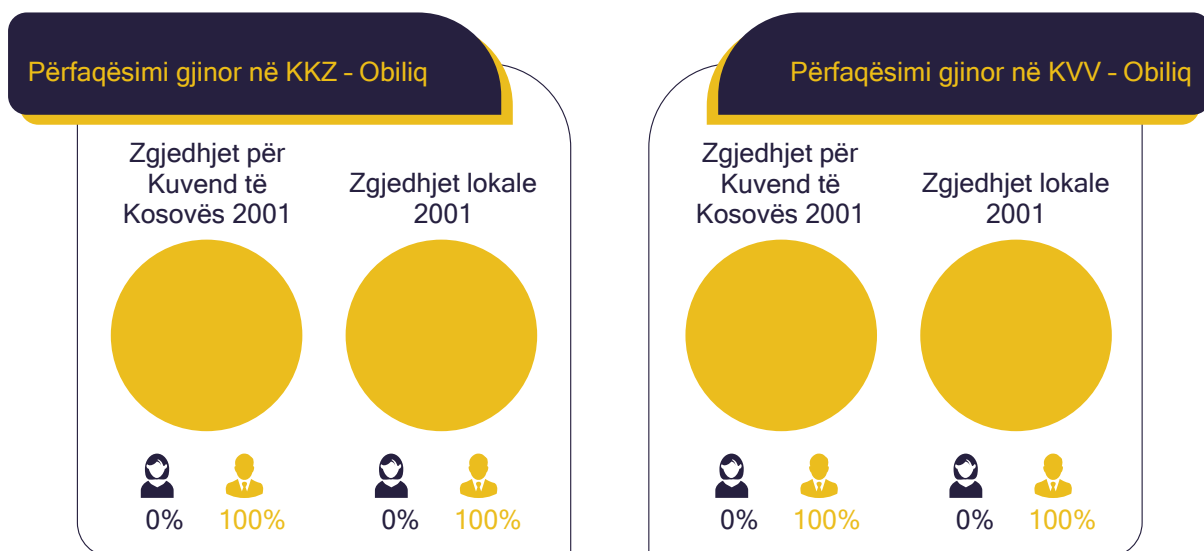 Përfaqësimi gjinor në KKZ - Obiliq
Zgjedhjet për
Kuvend të
Kosovës 2001
Zgjedhjet lokale
2001
0% 100%
0% 100%
Përfaqësimi gjinor në KVV - Obiliq
Zgjedhjet për
Kuvend të
Kosovës 2001
Zgjedhjet lokale
2001
0% 100%
0% 100%